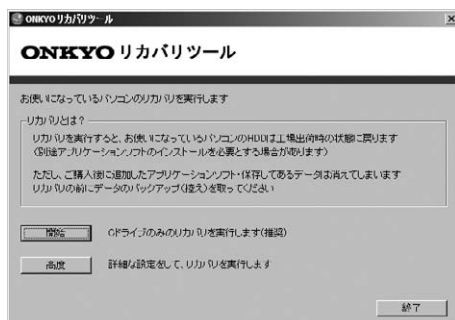 ONKYO リカバリツール
ONKYO リカバリツール
お使いになっているパソコンのリカバリを実行します
リカバリとは？
リカバリを実行すると、お使いになっているパソコンのHDDは工場出荷時の状態に戻ります
(別途アプリケーションソフトのインストールを必要とする場合が有ります)
ただし、ご購入後に追加したアプリケーションソフト・保存してあるデータは消えてしまいます
リカバリの前にデータのバックアップ(控え)を取ってください
開始 Cドライブのみのリカバリを実行します(推奨)
高度 詳細な設定をして、リカバリを実行します
終了